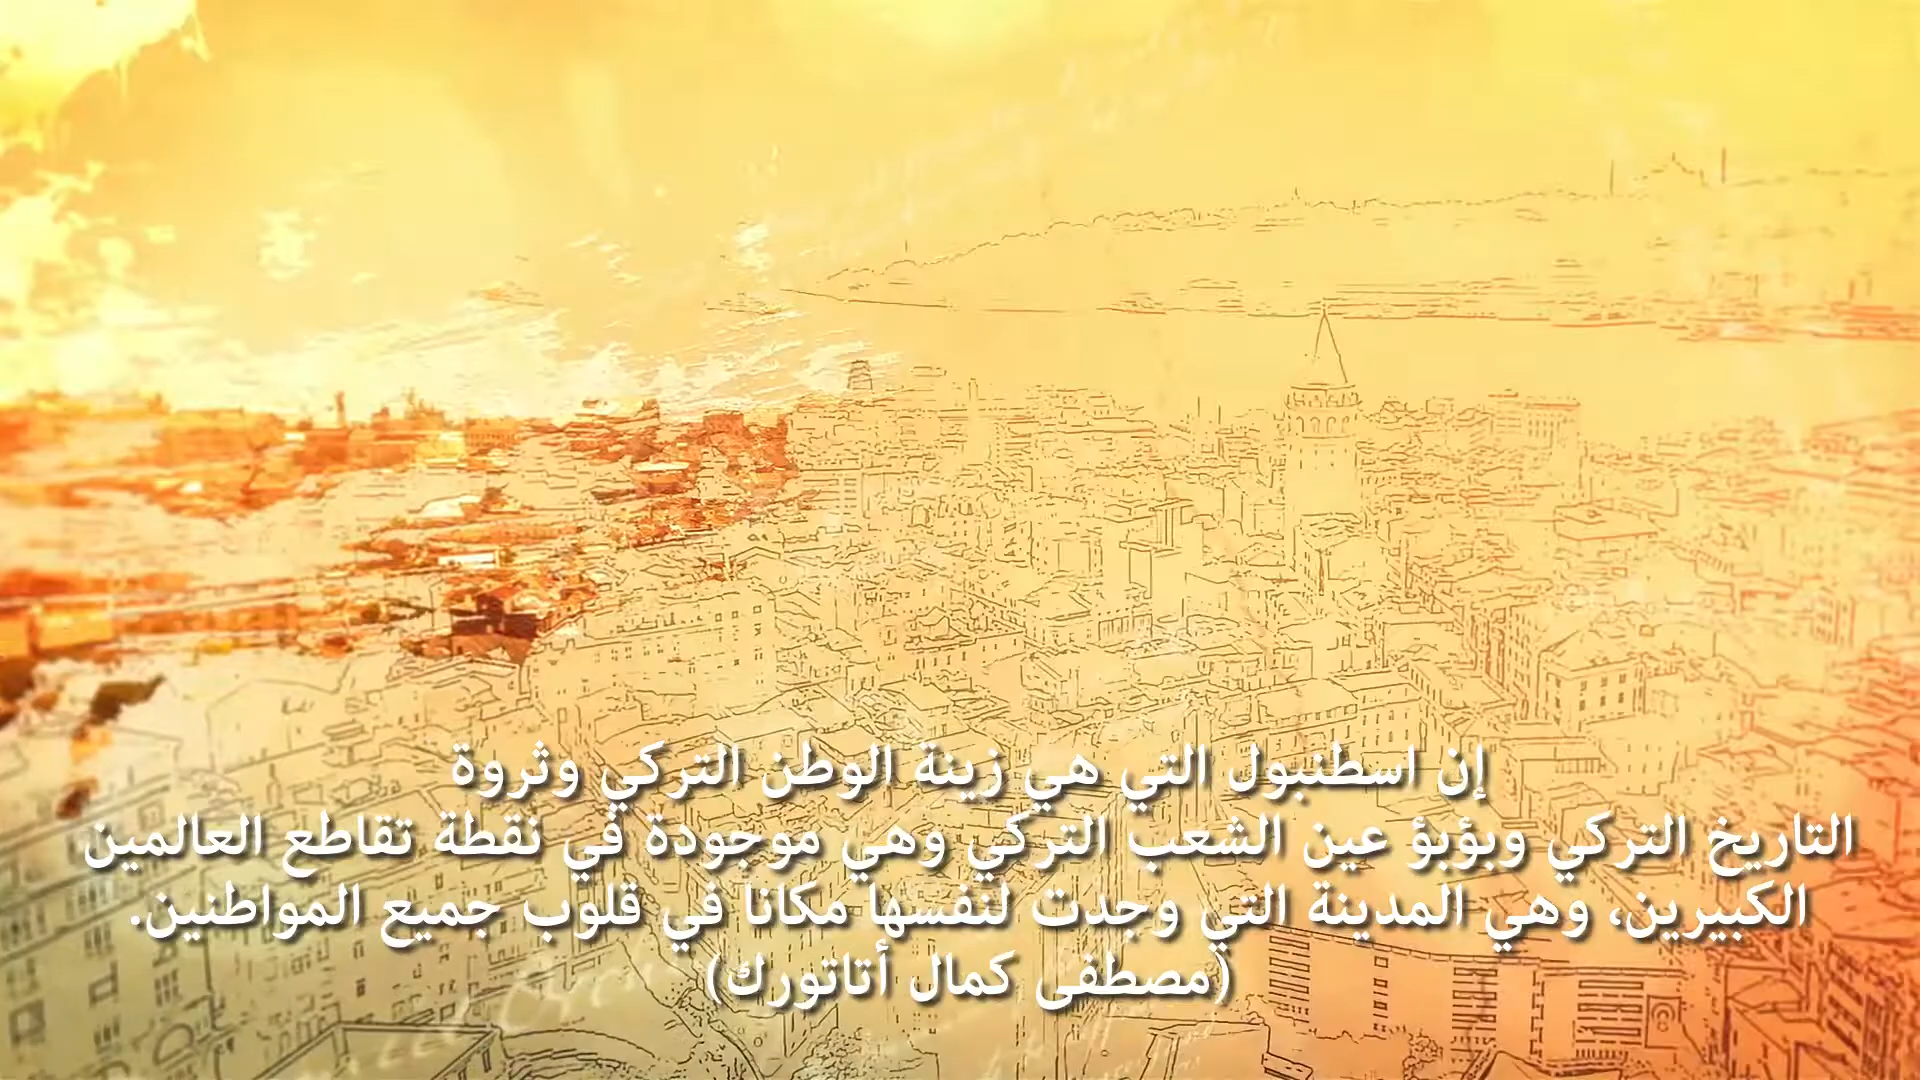 إن اسطنبول التي هي زينة الوطن التركي وثروة
التاريخ التركي وبؤبؤ عين الشعب التركي وهي موجودة في نقطة تقاطع العالمين
الكبيرين، وهي المدينة التي وجدت لنفسها مكانا في قلوب جميع المواطنين.
(مصطفى كمال أتاتورك)